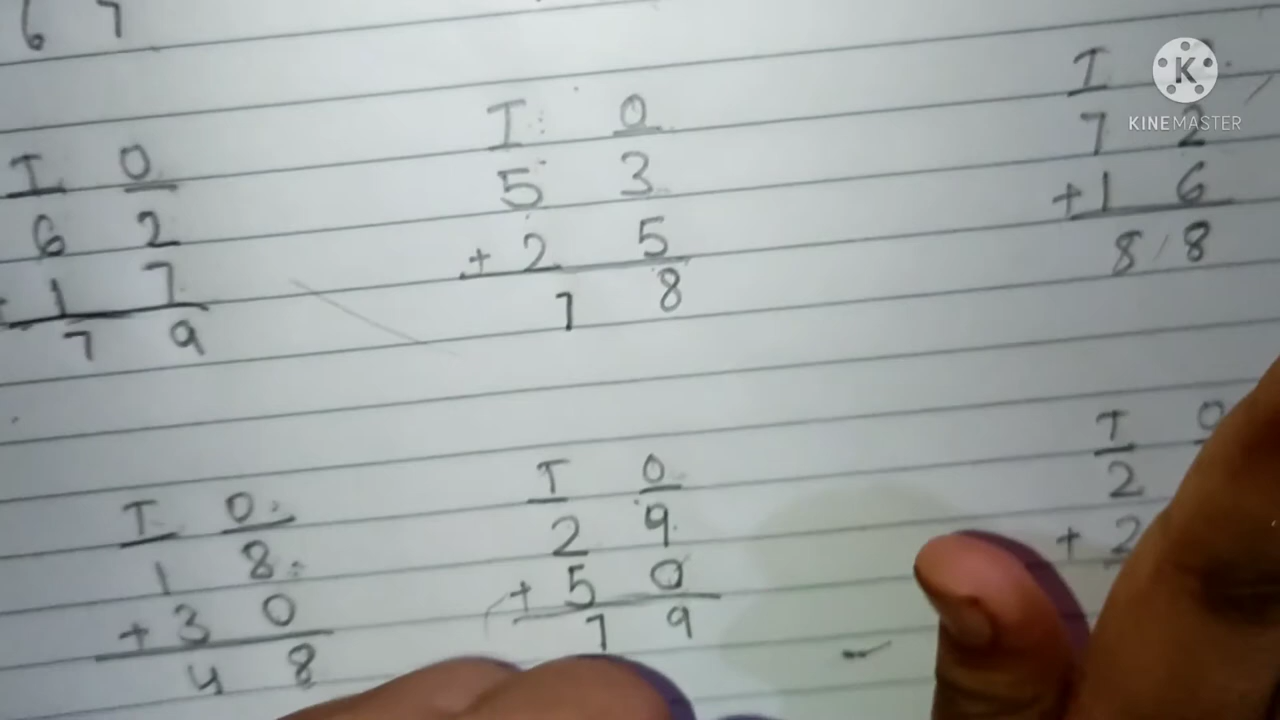 6 7
T O
6 2
+ 1 7
7 9
T O
5 3
+ 2 5
7 8
T
7 2
+ 1 6
8 8
KINEMASTER
T O
1 8
+ 3 0
4 8
T O
2 9
+ 5 0
7 9
T O
2
+ 2